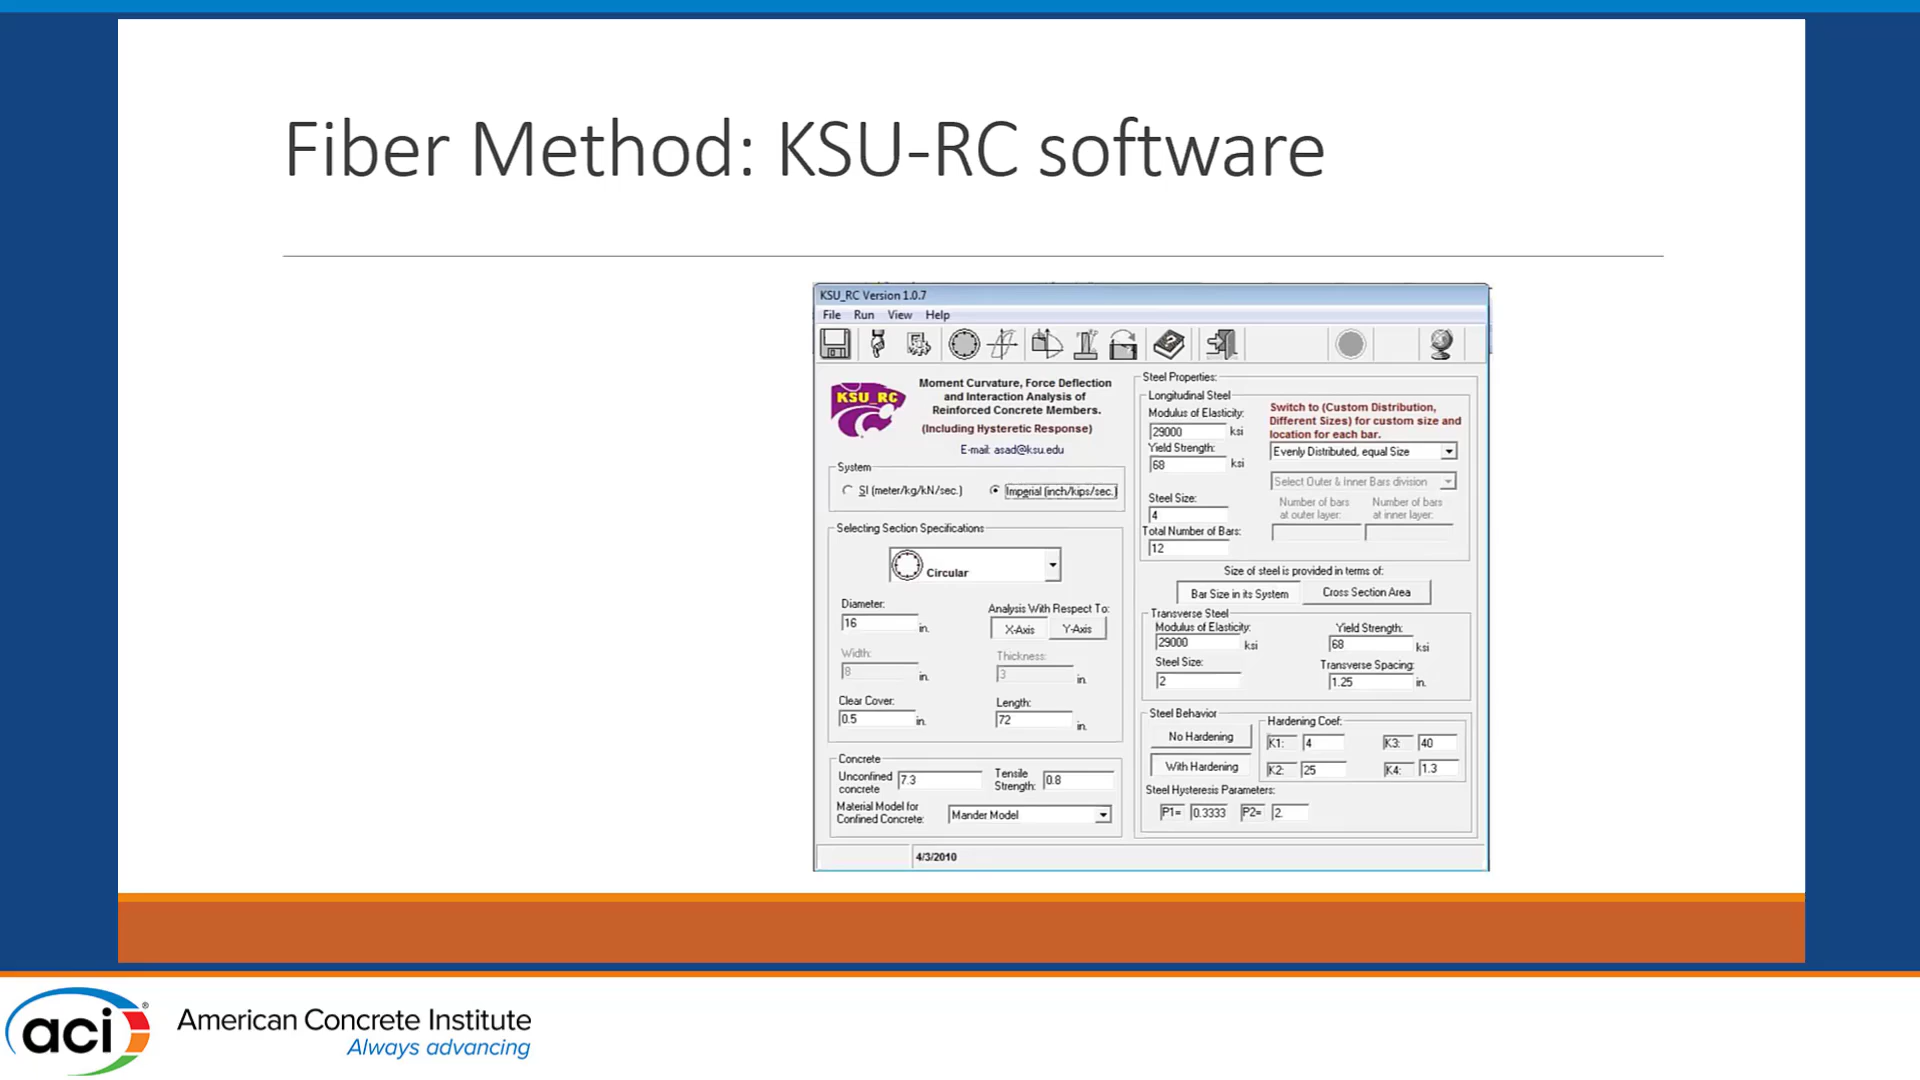 Fiber Method: KSU-RC software
KSU_RC Version 1.0.7
File Run View Help
KSU_RC
Moment Curvature, Force Deflection
and Interaction Analysis of
Reinforced Concrete Members.
(Including Hysteretic Response)
E-mail: asad@ksu.edu
System
SI (meter/kg/kN/sec.) Imperial (inch/kips/sec.)
Selecting Section Specifications
Circular
Diameter:
16 in.
Analysis With Respect To:
X-Axis Y-Axis
Width:
8 in.
Thickness:
3 in.
Clear Cover:
0.5 in.
Length:
72 in.
Concrete
Unconfined
concrete
7.3
Tensile
Strength:
0.8
Material Model for
Confined Concrete:
Mander Model
Steel Properties:
Longitudinal Steel
Modulus of Elasticity:
29000 ksi
Yield Strength:
68 ksi
Switch to (Custom Distribution,
Different Sizes) for custom size and
location for each bar.
Evenly Distributed, equal Size
Select Outer & Inner Bars division
Number of bars
at outer layer:
Number of bars
at inner layer:
Steel Size:
4
Total Number of Bars:
12
Size of steel is provided in terms of:
Bar Size in its System Cross Section Area
Transverse Steel
Modulus of Elasticity:
29000 ksi
Yield Strength:
68 ksi
Steel Size:
2
Transverse Spacing:
1.25 in.
Steel Behavior
No Hardening
With Hardening
Hardening Coef:
K1: 4 K3: 40
K2: 25 K4: 1.3
Steel Hysteresis Parameters:
P1= 0.3333 P2= 2.
4/3/2010
aci®
American Concrete Institute
Always advancing